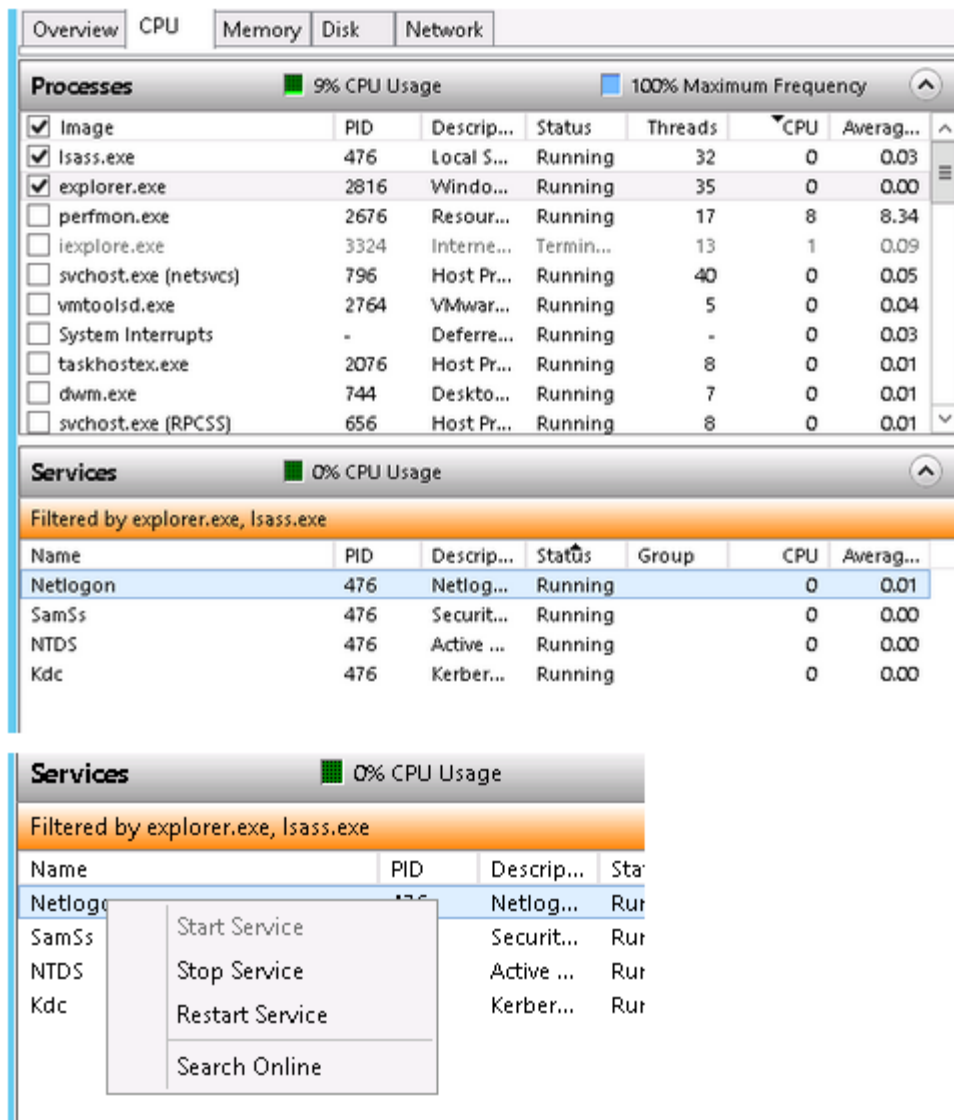 Overview CPU Memory Disk Network
Processes 9% CPU Usage 100% Maximum Frequency
Image PID Descrip... Status Threads CPU Averag...
lsass.exe 476 Local S... Running 32 0 0.03
explorer.exe 2816 Windo... Running 35 0 0.00
perfmon.exe 2676 Resour... Running 17 8 8.34
iexplore.exe 3324 Interne... Termin... 13 1 0.09
svchost.exe (netsvcs) 796 Host Pr... Running 40 0 0.05
vmtoolsd.exe 2764 VMwar... Running 5 0 0.04
System Interrupts - Deferre... Running - 0 0.03
taskhostex.exe 2076 Host Pr... Running 8 0 0.01
dwm.exe 744 Deskto... Running 7 0 0.01
svchost.exe (RPCSS) 656 Host Pr... Running 8 0 0.01
Services 0% CPU Usage
Filtered by explorer.exe, lsass.exe
Name PID Descrip... Status Group CPU Averag...
Netlogon 476 Netlog... Running 0 0.01
SamSs 476 Securit... Running 0 0.00
NTDS 476 Active ... Running 0 0.00
Kdc 476 Kerber... Running 0 0.00
Services 0% CPU Usage
Filtered by explorer.exe, lsass.exe
Name PID Descrip... Sta
Netlog Netlog... Rur
SamSs Start Service Securit... Rur
NTDS Stop Service Active ... Rur
Kdc Restart Service Kerber... Rur
Search Online